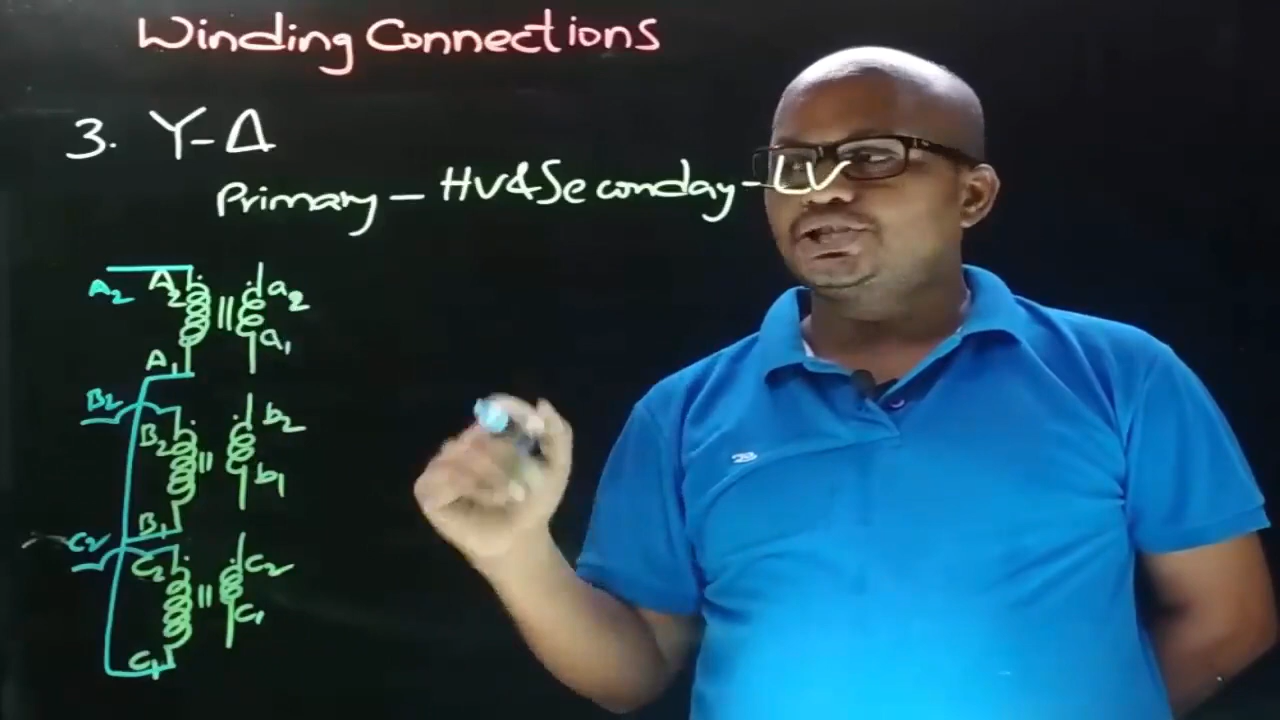 Winding Connections
3. Y-Δ
Primary - HV & Seconday - LV
A2 A2 a2
A1 a1
B2 B2 b2
B1 b1
C2 C2 c2
C1 c1